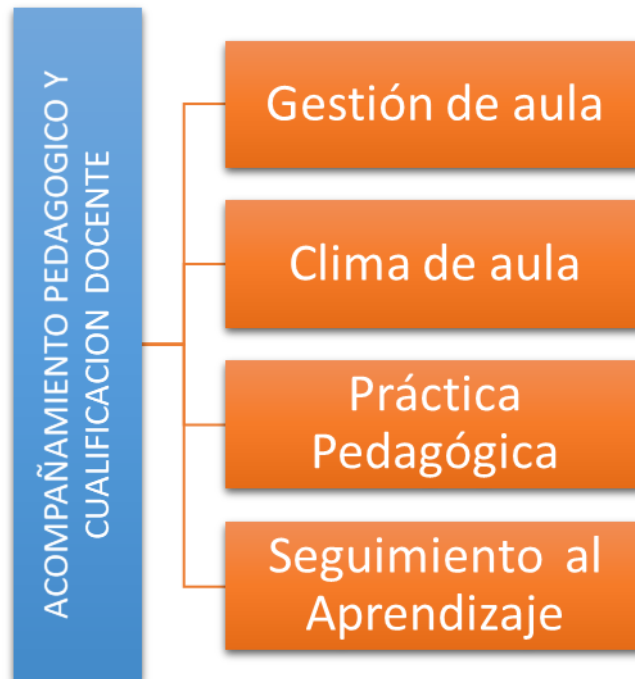 ACOMPAÑAMIENTO PEDAGOGICO Y
CUALIFICACION DOCENTE
Gestión de aula
Clima de aula
Práctica
Pedagógica
Seguimiento al
Aprendizaje